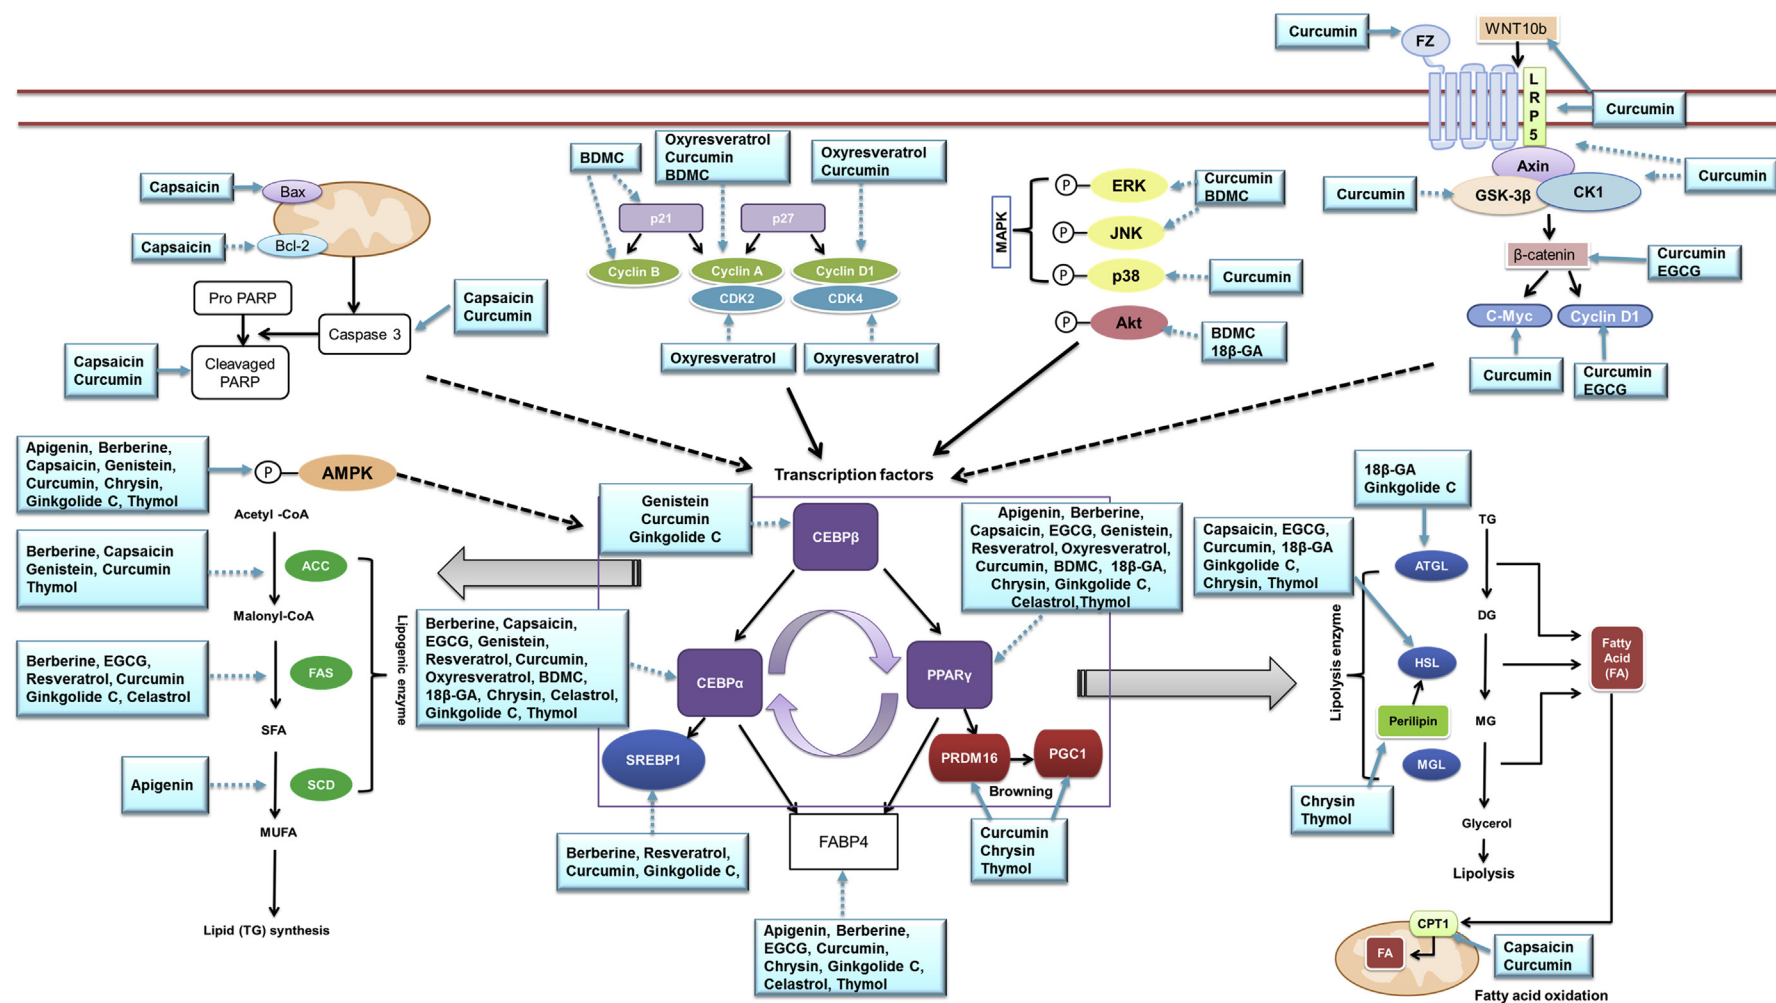 Curcumin
FZ
WNT10b
L
R
P
5
Curcumin
Axin
GSK-3β
CK1
Curcumin
Curcumin
β-catenin
Curcumin
EGCG
C-Myc
Cyclin D1
Curcumin
Curcumin
EGCG
Capsaicin
Bax
Capsaicin
Bcl-2
Pro PARP
Caspase 3
Capsaicin
Curcumin
Capsaicin
Curcumin
Cleavaged
PARP
BDMC
Oxyresveratrol
Curcumin
BDMC
Oxyresveratrol
Curcumin
p21
p27
Cyclin B
Cyclin A
Cyclin D1
CDK2
CDK4
Oxyresveratrol
Oxyresveratrol
MAPK
P
ERK
P
JNK
P
p38
P
Akt
Curcumin
BDMC
Curcumin
BDMC
18β-GA
Transcription factors
Apigenin, Berberine,
Capsaicin, Genistein,
Curcumin, Chrysin,
Ginkgolide C, Thymol
P
AMPK
Acetyl -CoA
Berberine, Capsaicin
Genistein, Curcumin
Thymol
ACC
Malonyl-CoA
Berberine, EGCG,
Resveratrol, Curcumin
Ginkgolide C, Celastrol
FAS
SFA
Apigenin
SCD
MUFA
Lipid (TG) synthesis
Lipogenic enzyme
Genistein
Curcumin
Ginkgolide C
CEBPβ
Apigenin, Berberine,
Capsaicin, EGCG, Genistein,
Resveratrol, Oxyresveratrol,
Curcumin, BDMC, 18β-GA,
Chrysin, Ginkgolide C,
Celastrol,Thymol
Berberine, Capsaicin,
EGCG, Genistein,
Resveratrol, Curcumin,
Oxyresveratrol, BDMC,
18β-GA, Chrysin, Celastrol,
Ginkgolide C, Thymol
CEBPα
PPARγ
SREBP1
PRDM16
PGC1
Browning
Berberine, Resveratrol,
Curcumin, Ginkgolide C,
FABP4
Curcumin
Chrysin
Thymol
Apigenin, Berberine,
EGCG, Curcumin,
Chrysin, Ginkgolide C,
Celastrol, Thymol
18β-GA
Ginkgolide C
Capsaicin, EGCG,
Curcumin, 18β-GA
Ginkgolide C,
Chrysin, Thymol
Lipolysis enzyme
ATGL
HSL
Perilipin
MGL
Chrysin
Thymol
TG
DG
MG
Glycerol
Lipolysis
Fatty
Acid
(FA)
CPT1
FA
Capsaicin
Curcumin
Fatty acid oxidation